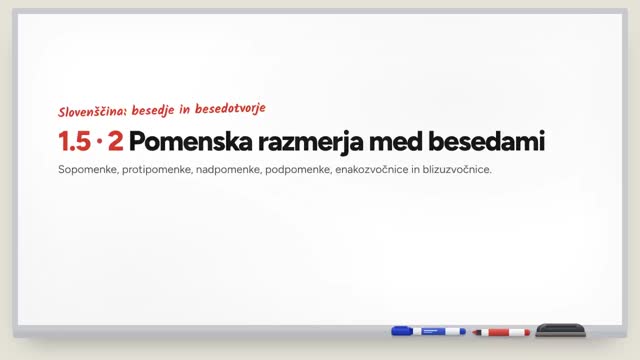 Slovenščina: besedje in besedotvorje
1.5 · 2 Pomenska razmerja med besedami
Sopomenke, protipomenke, nadpomenke, podpomenke, enakozvočnice in blizuzvočnice.